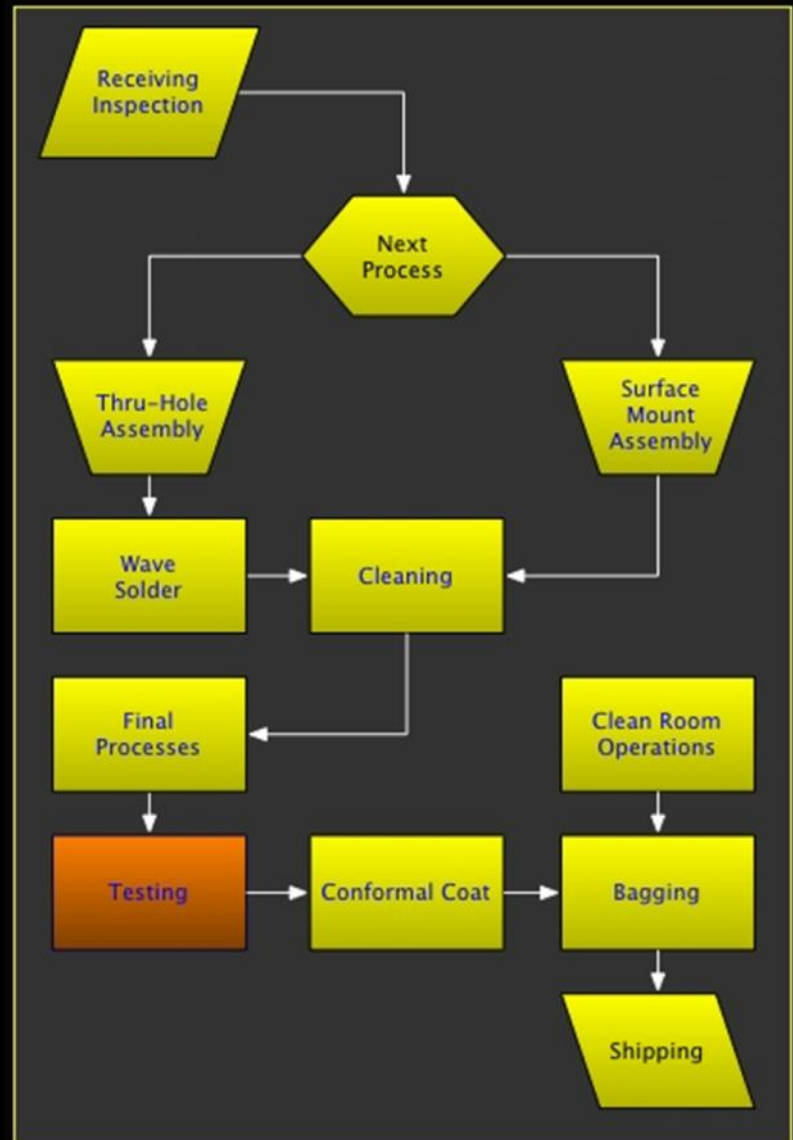 Receiving
Inspection
Next
Process
Thru-Hole
Assembly
Surface
Mount
Assembly
Wave
Solder
Cleaning
Final
Processes
Clean Room
Operations
Testing
Conformal Coat
Bagging
Shipping